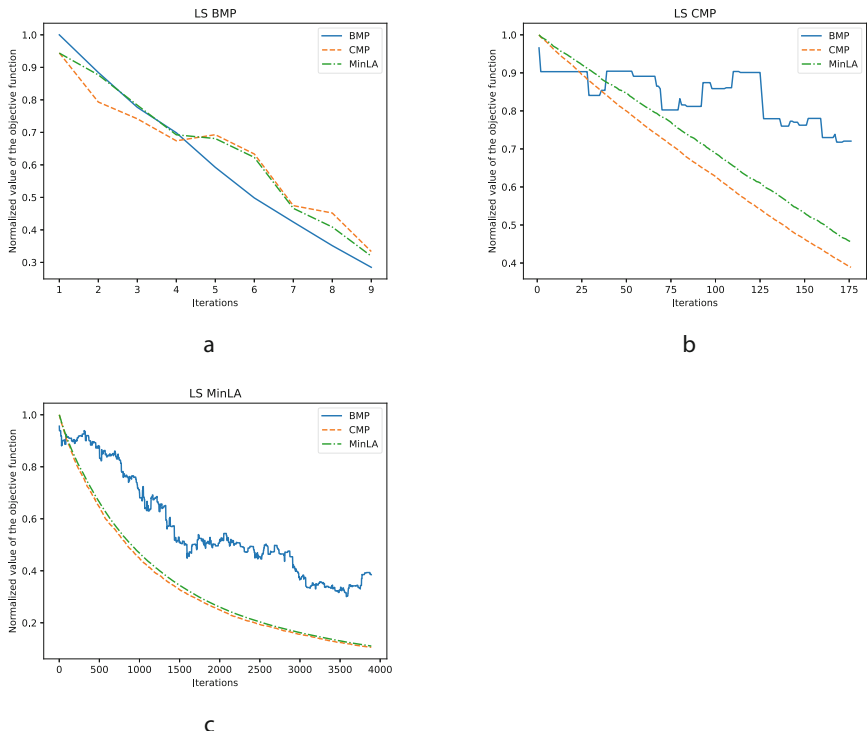 LS BMP
Normalized value of the objective function
1.0
0.9
0.8
0.7
0.6
0.5
0.4
0.3
BMP
CMP
MinLA
1 2 3 4 5 6 7 8 9
Iterations
a
LS CMP
Normalized value of the objective function
1.0
0.9
0.8
0.7
0.6
0.5
0.4
BMP
CMP
MinLA
0 25 50 75 100 125 150 175
Iterations
b
LS MinLA
Normalized value of the objective function
1.0
0.8
0.6
0.4
0.2
BMP
CMP
MinLA
0 500 1000 1500 2000 2500 3000 3500 4000
Iterations
c